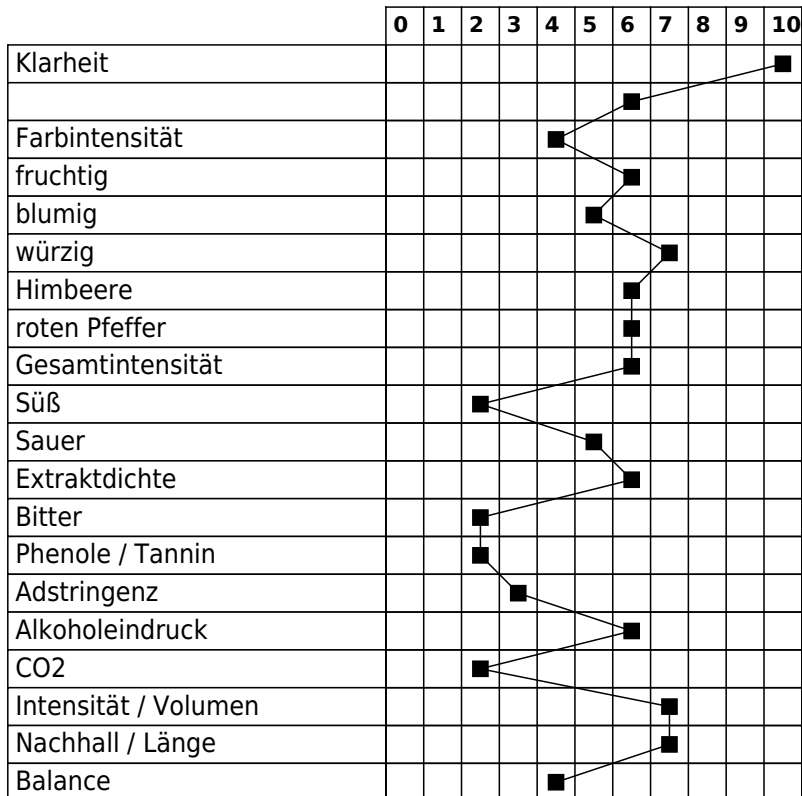 0 1 2 3 4 5 6 7 8 9 10
Klarheit
Farbintensität
fruchtig
blumig
würzig
Himbeere
roten Pfeffer
Gesamtintensität
Süß
Sauer
Extraktdichte
Bitter
Phenole / Tannin
Adstringenz
Alkoholeindruck
CO2
Intensität / Volumen
Nachhall / Länge
Balance